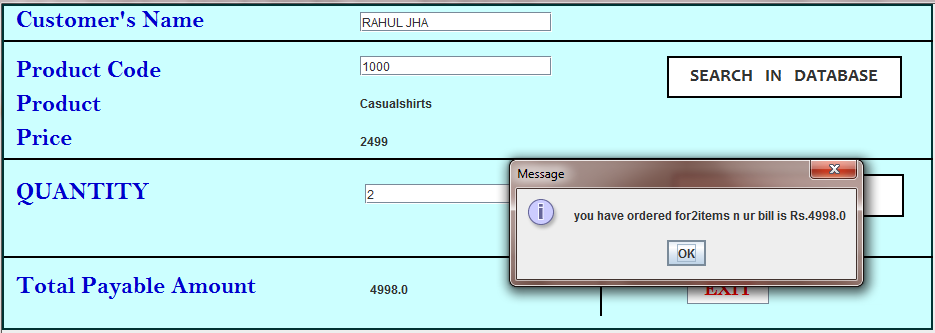 Customer's Name RAHUL JHA
Product Code 1000 SEARCH IN DATABASE
Product Casualshirts
Price 2499
Message
QUANTITY 2
you have ordered for2items n ur bill is Rs.4998.0
OK
Total Payable Amount 4998.0 EXIT